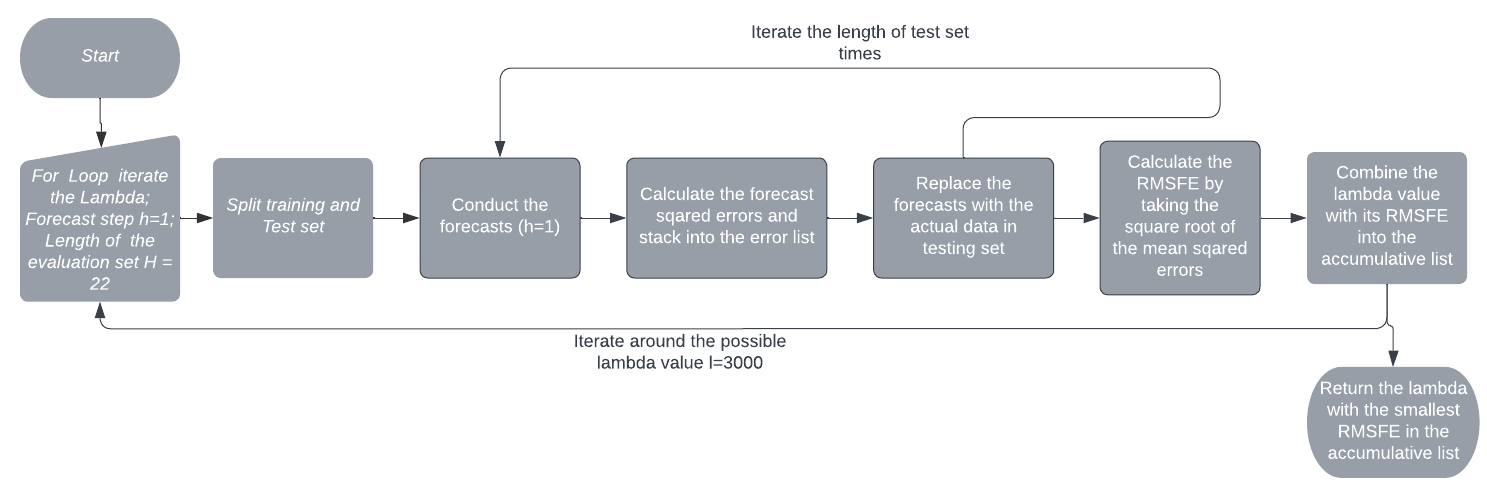 Iterate the length of test set
times
Start
For Loop iterate
the Lambda;
Forecast step h=1;
Length of the
evaluation set H =
22
Split training and
Test set
Conduct the
forecasts (h=1)
Calculate the forecast
sqared errors and
stack into the error list
Replace the
forecasts with the
actual data in
testing set
Calculate the
RMSFE by
taking the
square root of
the mean sqared
errors
Combine the
lambda value
with its RMSFE
into the
accumulative list
Iterate around the possible
lambda value l=3000
Return the lambda
with the smallest
RMSFE in the
accumulative list